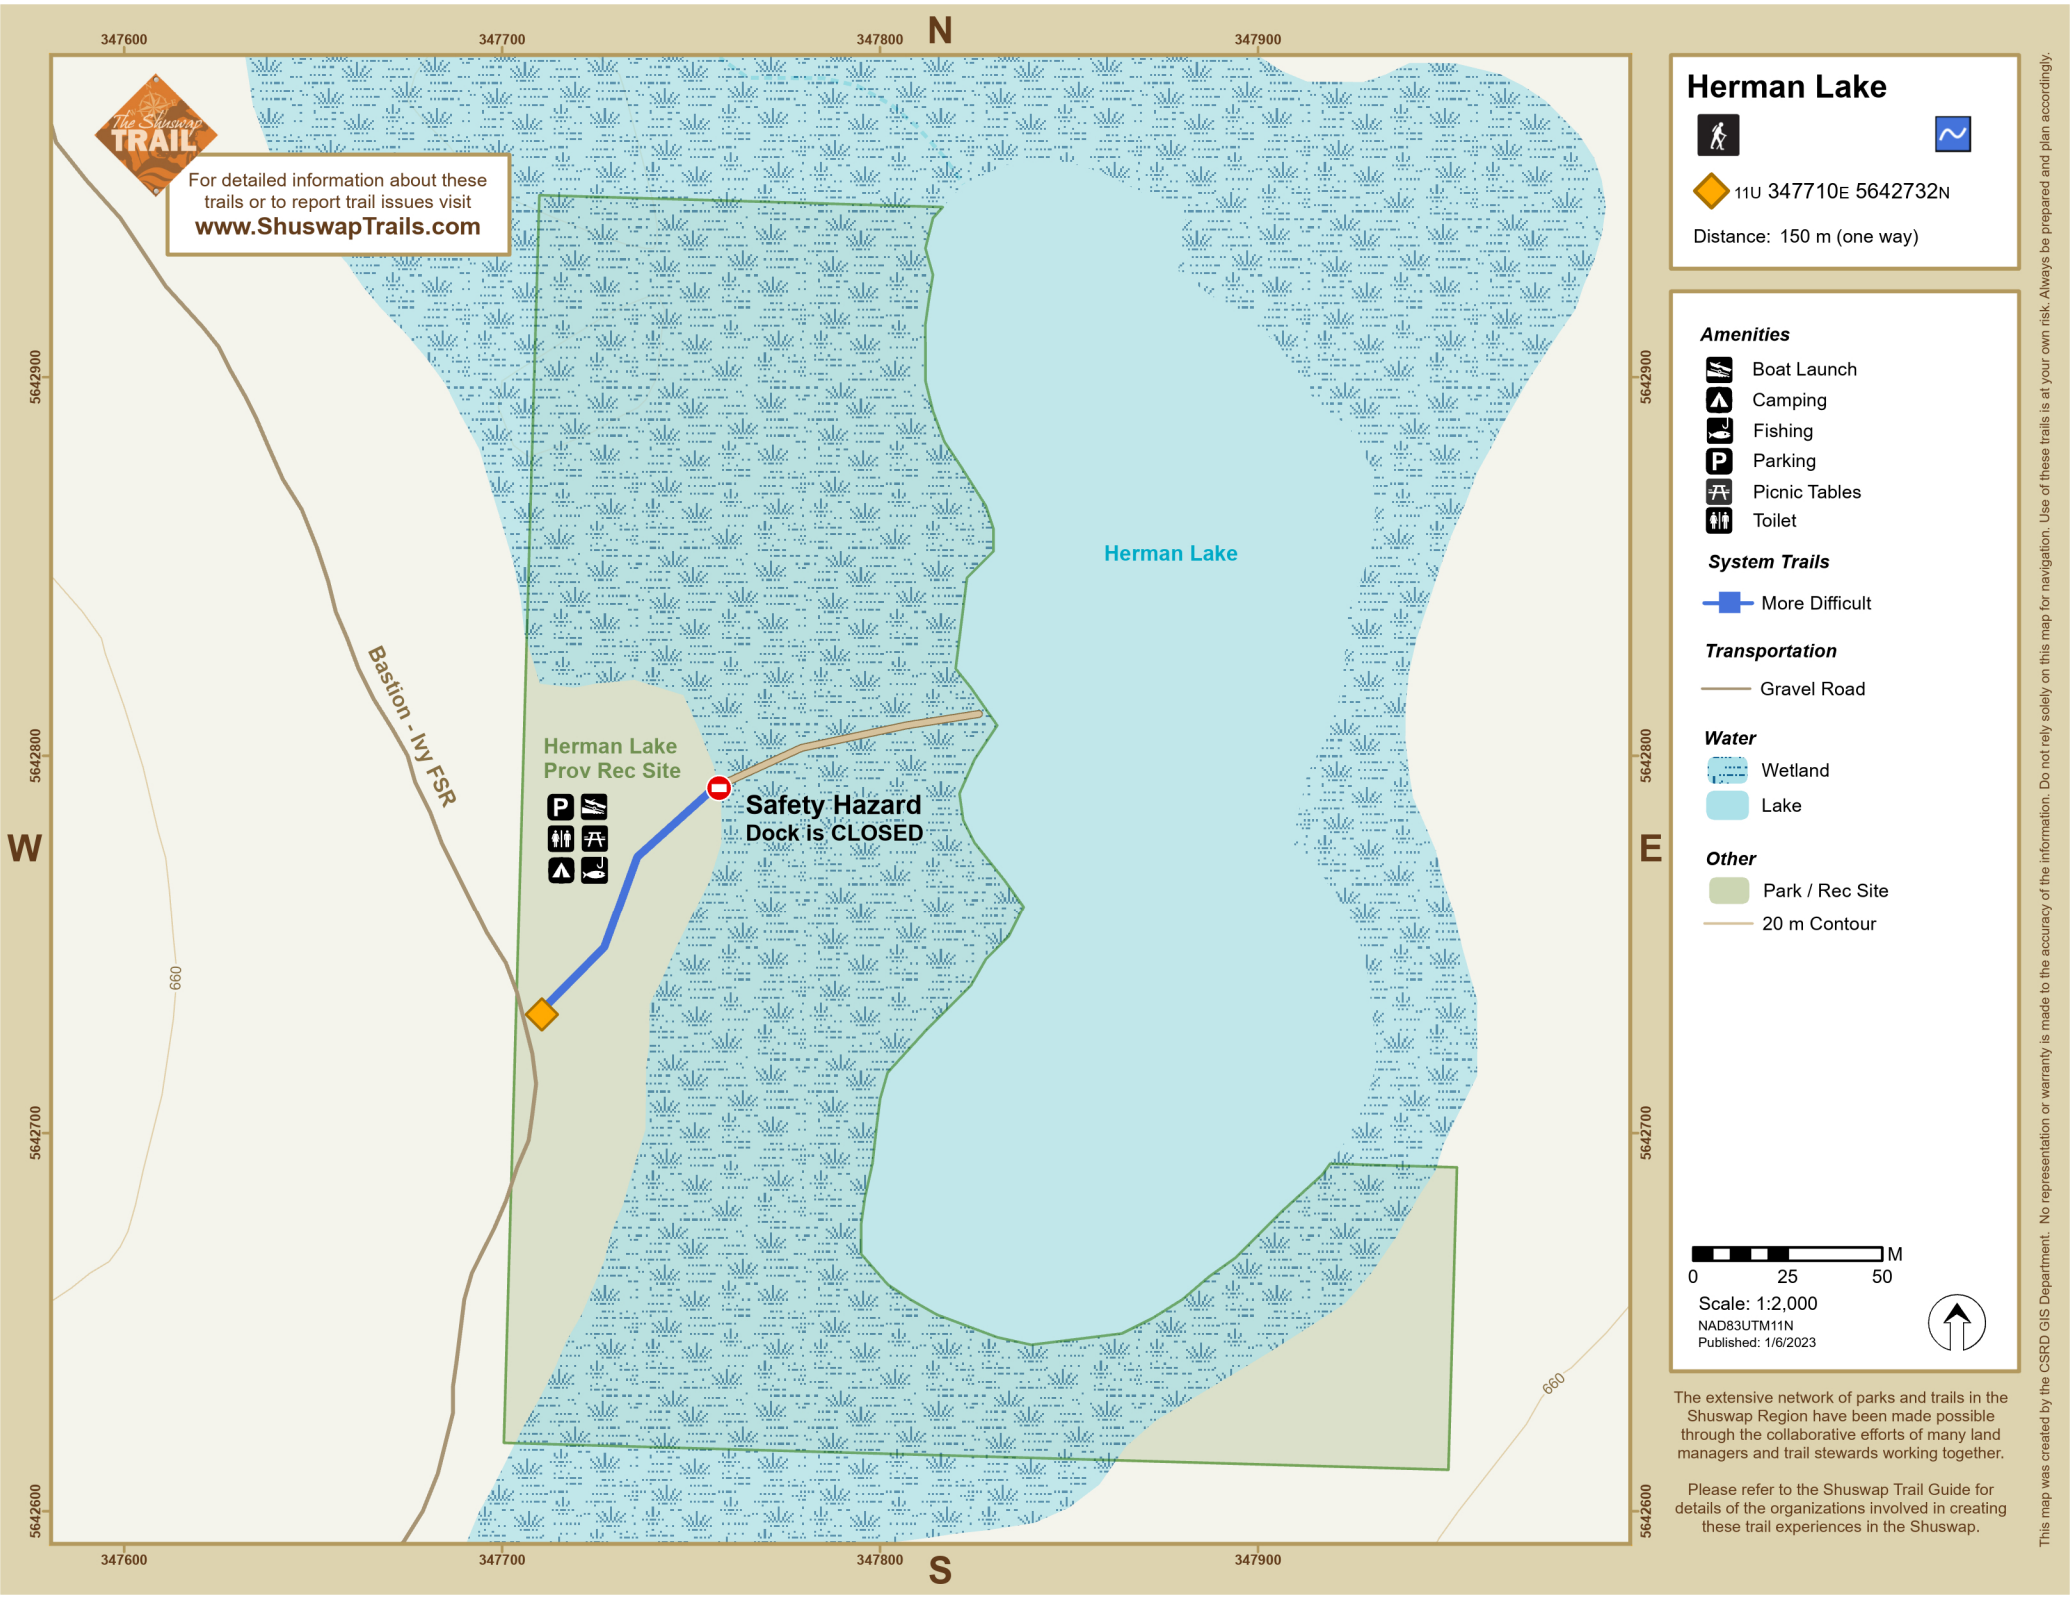 N
347600
347700
347800
347900
The Shuswap
TRAIL
For detailed information about these
trails or to report trail issues visit
www.ShuswapTrails.com
5642900
5642800
5642700
5642600
W
Bastion - Ivy FSR
660
Herman Lake
Prov Rec Site
P
Safety Hazard
Dock is CLOSED
Herman Lake
660
5642900
5642800
5642700
5642600
E
347600
347700
347800
347900
S
Herman Lake
11U 347710E 5642732N
Distance: 150 m (one way)
Amenities
Boat Launch
Camping
Fishing
P Parking
Picnic Tables
Toilet
System Trails
More Difficult
Transportation
Gravel Road
Water
Wetland
Lake
Other
Park / Rec Site
20 m Contour
M
0 25 50
Scale: 1:2,000
NAD83UTM11N
Published: 1/6/2023
The extensive network of parks and trails in the
Shuswap Region have been made possible
through the collaborative efforts of many land
managers and trail stewards working together.
Please refer to the Shuswap Trail Guide for
details of the organizations involved in creating
these trail experiences in the Shuswap.
This map was created by the CSRD GIS Department. No representation or warranty is made to the accuracy of the information. Do not rely solely on this map for navigation. Use of these trails is at your own risk. Always be prepared and plan accordingly.